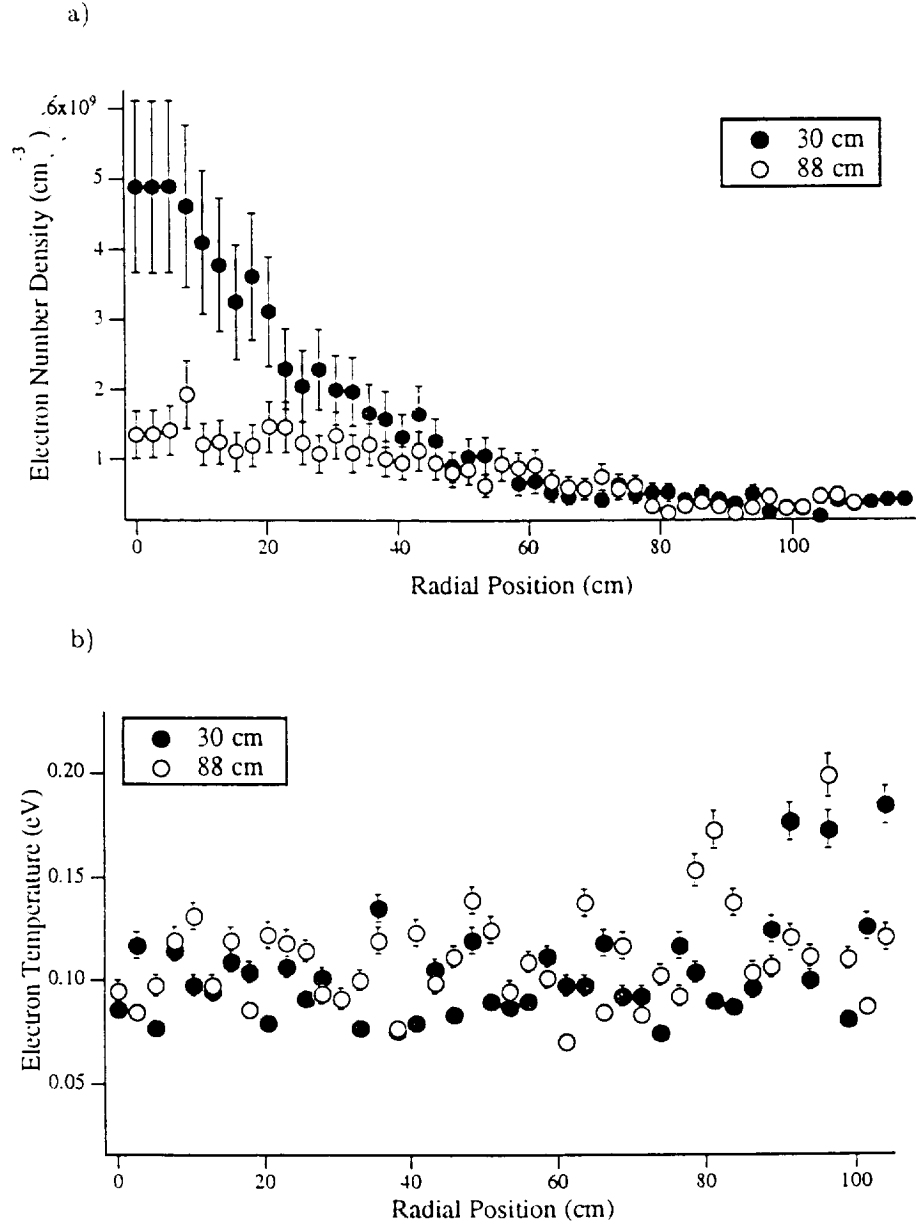 a)
6x10⁹
5
4
3
2
1
Electron Number Density (cm⁻³)
30 cm
88 cm
0
20
40
60
80
100
Radial Position (cm)
b)
30 cm
88 cm
0.20
0.15
0.10
0.05
Electron Temperature (eV)
0
20
40
60
80
100
Radial Position (cm)